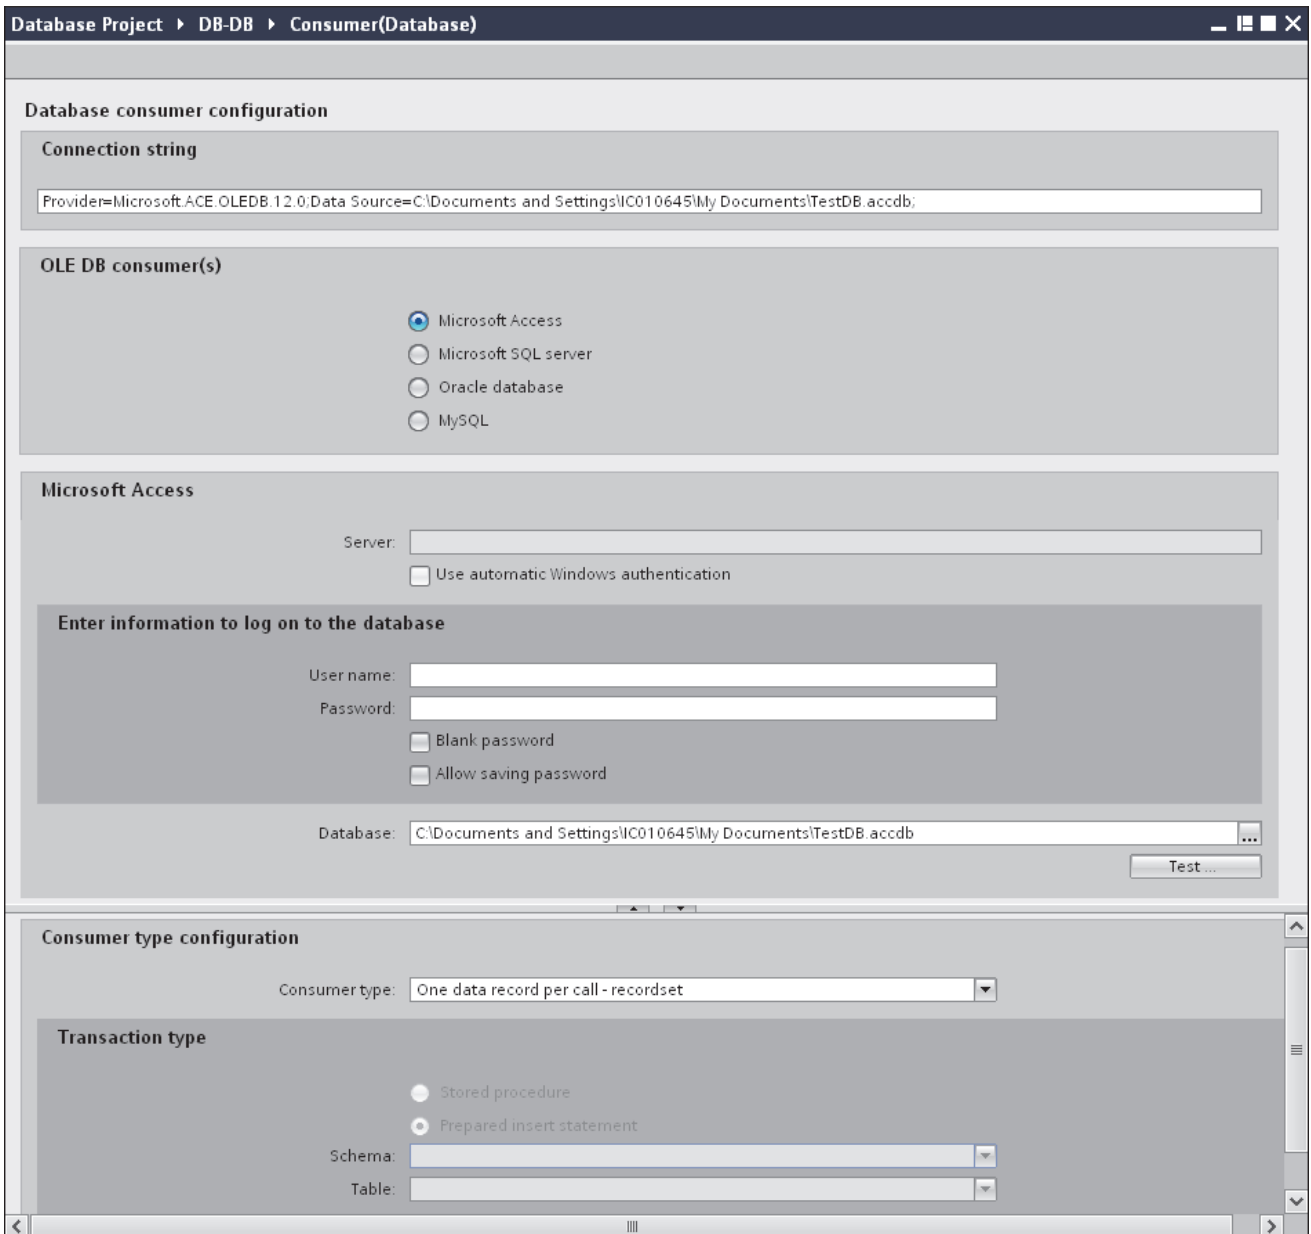 Database Project ▸ DB-DB ▸ Consumer(Database)
Database consumer configuration
Connection string
Provider=Microsoft.ACE.OLEDB.12.0;Data Source=C:\Documents and Settings\IC010645\My Documents\TestDB.accdb;
OLE DB consumer(s)
Microsoft Access
Microsoft SQL server
Oracle database
MySQL
Microsoft Access
Server:
Use automatic Windows authentication
Enter information to log on to the database
User name:
Password:
Blank password
Allow saving password
Database: C:\Documents and Settings\IC010645\My Documents\TestDB.accdb ...
Test ...
Consumer type configuration
Consumer type: One data record per call - recordset
Transaction type
Stored procedure
Prepared insert statement
Schema:
Table: